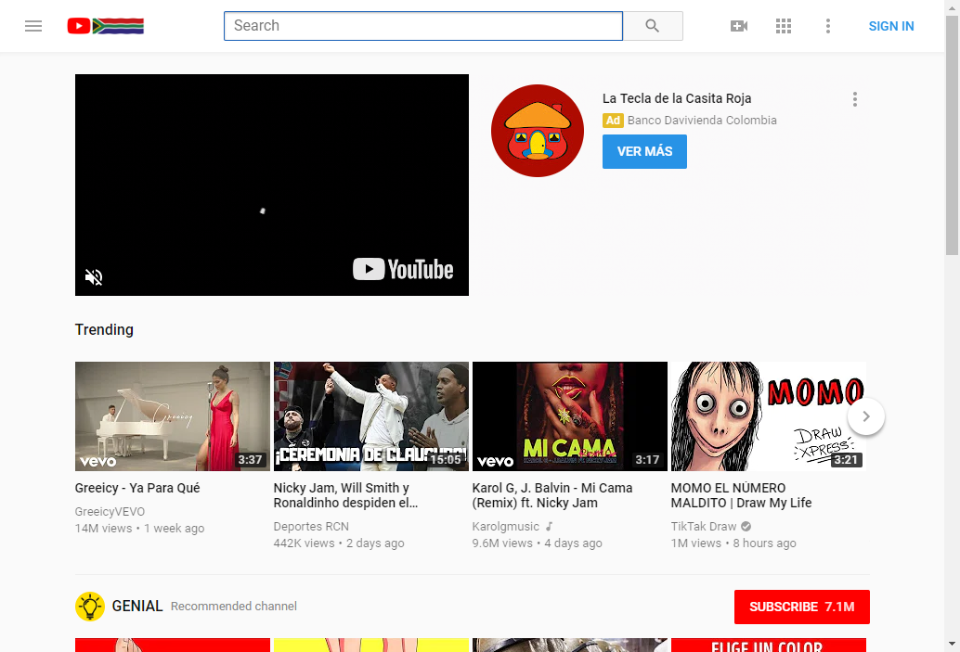 Search
SIGN IN
YouTube
La Tecla de la Casita Roja
Ad Banco Davivienda Colombia
VER MÁS
Trending
Greeicy
vevo
3:37
¡CEREMONIA DE CLAUSURA!
15:05
MI CAMA
vevo
3:17
MOMO
DRAW
XPRESS
3:21
Greeicy - Ya Para Qué
GreeicyVEVO
14M views • 1 week ago
Nicky Jam, Will Smith y
Ronaldinho despiden el...
Deportes RCN
442K views • 2 days ago
Karol G, J. Balvin - Mi Cama
(Remix) ft. Nicky Jam
Karolgmusic
9.6M views • 4 days ago
MOMO EL NÚMERO
MALDITO | Draw My Life
TikTak Draw
1M views • 8 hours ago
GENIAL Recommended channel
SUBSCRIBE 7.1M
ELIGE UN COLOR